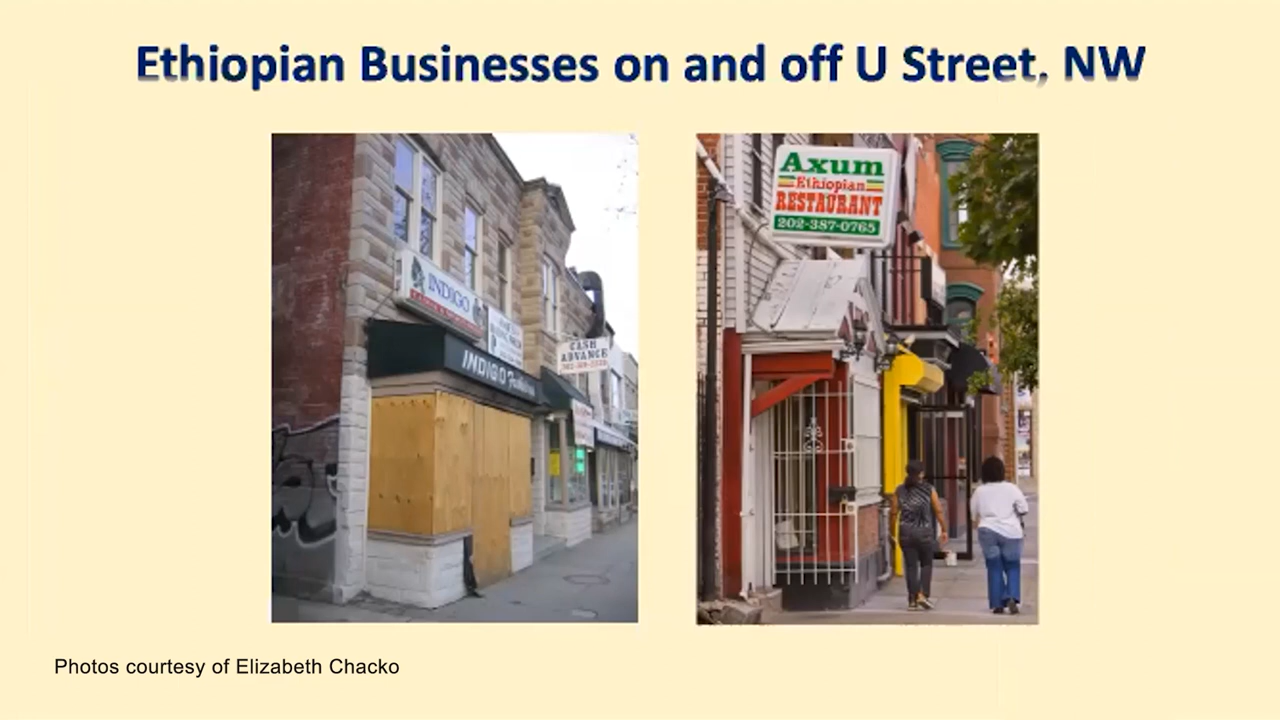 Ethiopian Businesses on and off U Street, NW
INDIGO
INDIGO
CASH
ADVANCE
Axum
Ethiopian
RESTAURANT
202-387-0765
Photos courtesy of Elizabeth Chacko